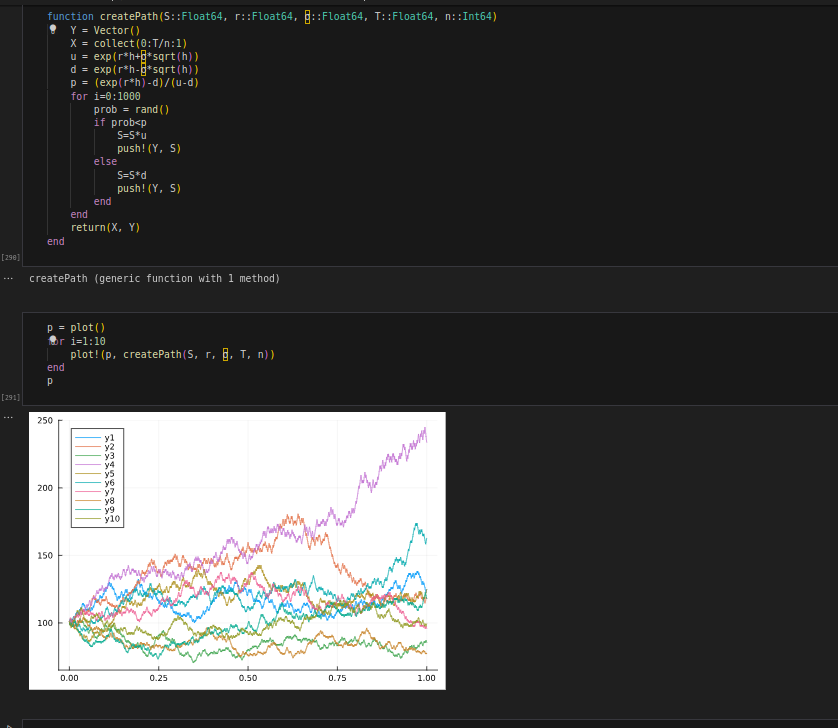 function createPath(S::Float64, r::Float64, σ::Float64, T::Float64, n::Int64)
Y = Vector()
X = collect(0:T/n:1)
u = exp(r*h+σ*sqrt(h))
d = exp(r*h-σ*sqrt(h))
p = (exp(r*h)-d)/(u-d)
for i=0:1000
prob = rand()
if prob<p
S=S*u
push!(Y, S)
else
S=S*d
push!(Y, S)
end
end
return(X, Y)
end
[290]
... createPath (generic function with 1 method)
p = plot()
for i=1:10
plot!(p, createPath(S, r, σ, T, n))
end
p
[291]
...
250
200
150
100
y1
y2
y3
y4
y5
y6
y7
y8
y9
y10
0.00 0.25 0.50 0.75 1.00